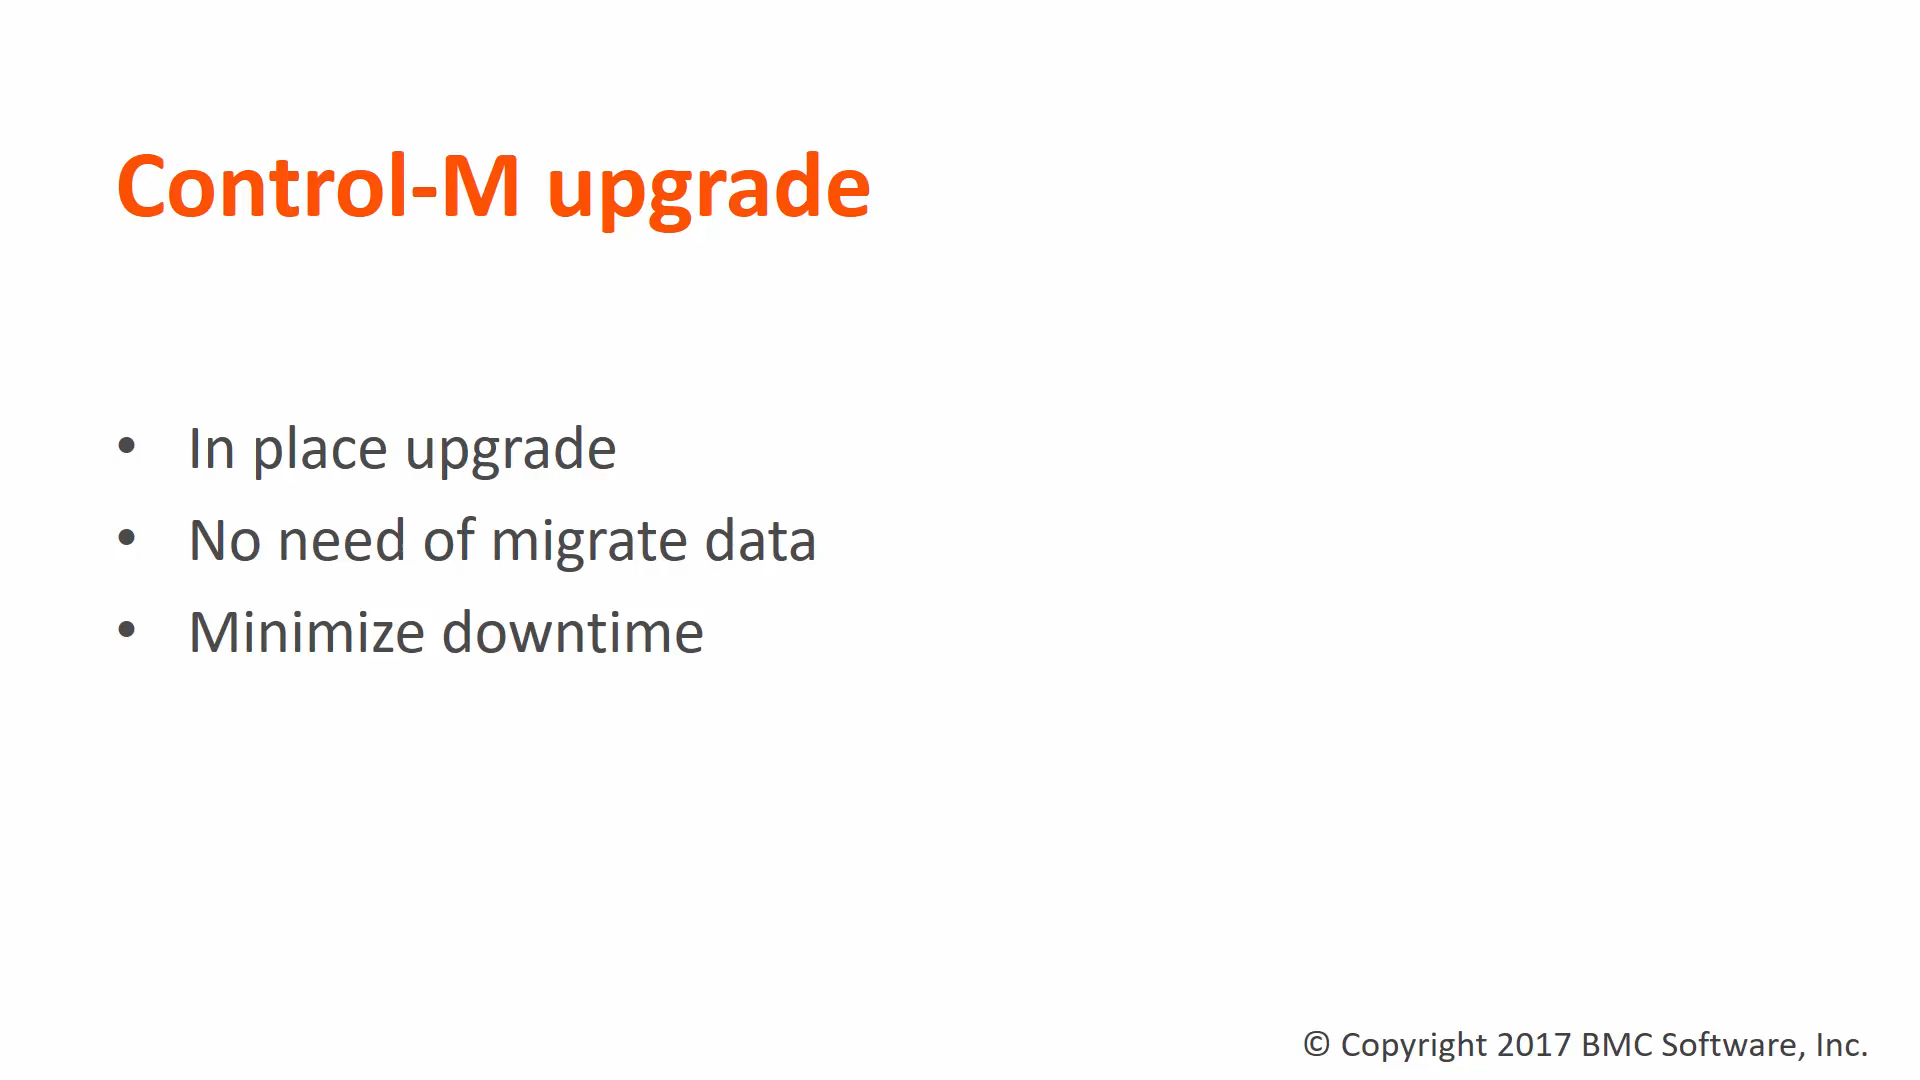 Control-M upgrade
• In place upgrade
• No need of migrate data
• Minimize downtime
© Copyright 2017 BMC Software, Inc.